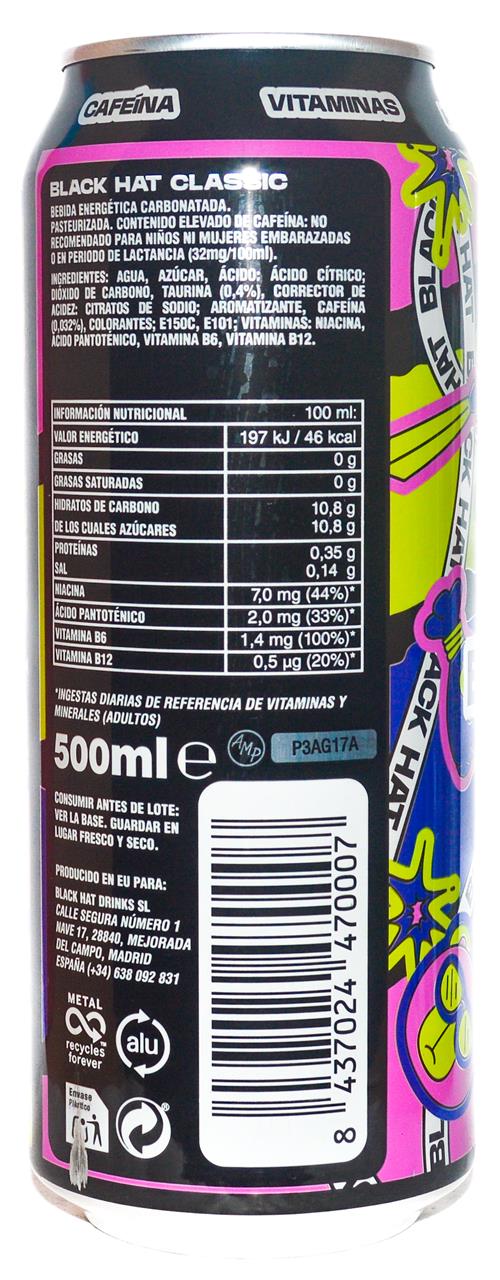 CAFEÍNA
VITAMINAS
BLACK HAT CLASSIC
BEBIDA ENERGÉTICA CARBONATADA.
PASTEURIZADA. CONTENIDO ELEVADO DE CAFEÍNA: NO
RECOMENDADO PARA NIÑOS NI MUJERES EMBARAZADAS
O EN PERIODO DE LACTANCIA (32mg/100ml).
INGREDIENTES: AGUA, AZÚCAR, ÁCIDO; ÁCIDO CÍTRICO;
DIÓXIDO DE CARBONO, TAURINA (0,4%), CORRECTOR DE
ACIDEZ: CITRATOS DE SODIO; AROMATIZANTE, CAFEÍNA
(0,032%), COLORANTES; E150C, E101; VITAMINAS: NIACINA,
ÁCIDO PANTOTÉNICO, VITAMINA B6, VITAMINA B12.
INFORMACIÓN NUTRICIONAL 100 ml:
VALOR ENERGÉTICO 197 kJ / 46 kcal
GRASAS 0 g
GRASAS SATURADAS 0 g
HIDRATOS DE CARBONO 10,8 g
DE LOS CUALES AZÚCARES 10,8 g
PROTEÍNAS 0,35 g
SAL 0,14 g
NIACINA 7,0 mg (44%)*
ÁCIDO PANTOTÉNICO 2,0 mg (33%)*
VITAMINA B6 1,4 mg (100%)*
VITAMINA B12 0,5 µg (20%)*
*INGESTAS DIARIAS DE REFERENCIA DE VITAMINAS Y
MINERALES (ADULTOS)
500ml e AMP P3AG17A
CONSUMIR ANTES DE LOTE:
VER LA BASE. GUARDAR EN
LUGAR FRESCO Y SECO.
PRODUCIDO EN EU PARA:
BLACK HAT DRINKS SL
CALLE SEGURA NÚMERO 1
NAVE 17, 28840, MEJORADA
DEL CAMPO, MADRID
ESPAÑA (+34) 638 092 831
METAL
recycles
forever
TM
alu
Envase
®
8 437024 470007
BLACK HAT
BLACK HAT
ACK HAT